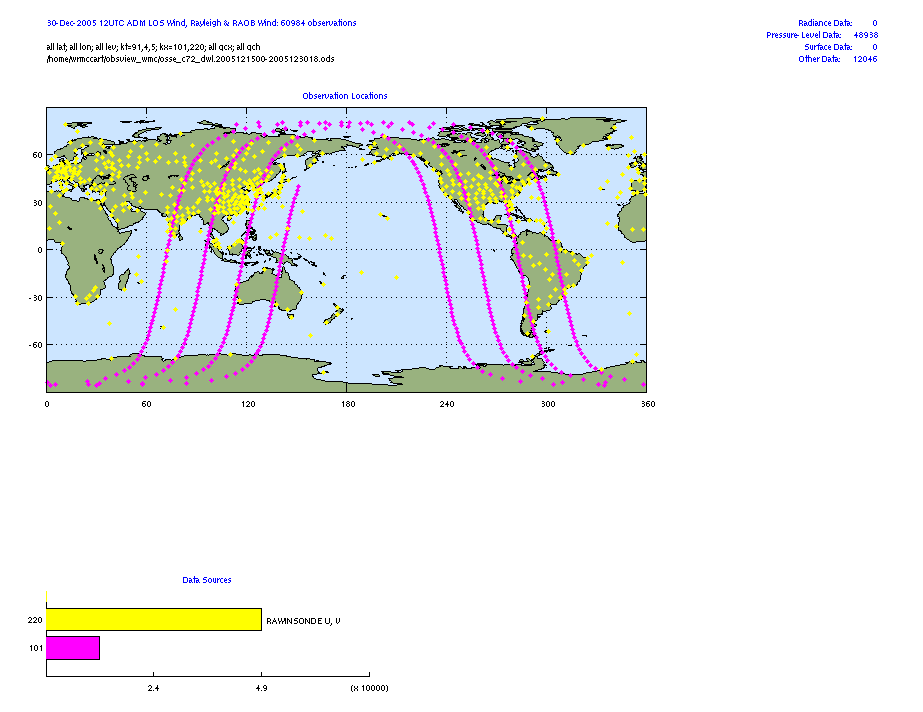 30-Dec-2005 12UTC ADM LOS Wind, Rayleigh & RAOB Wind: 60984 observations
Radiance Data: 0
Pressure-Level Data: 48938
Surface Data: 0
Other Data: 12046
all lat; all lon; all lev; kt=91,4,5; kx=101,220; all qcx; all qch
/home/wrmccart/obsview_wmc/osse_c72_dwl.2005121500-2005123018.ods
Observation Locations
60
30
0
-30
-60
0 60 120 180 240 300 360
Data Sources
220 RAWINSONDE U, V
101
2.4 4.9 (x 10000)